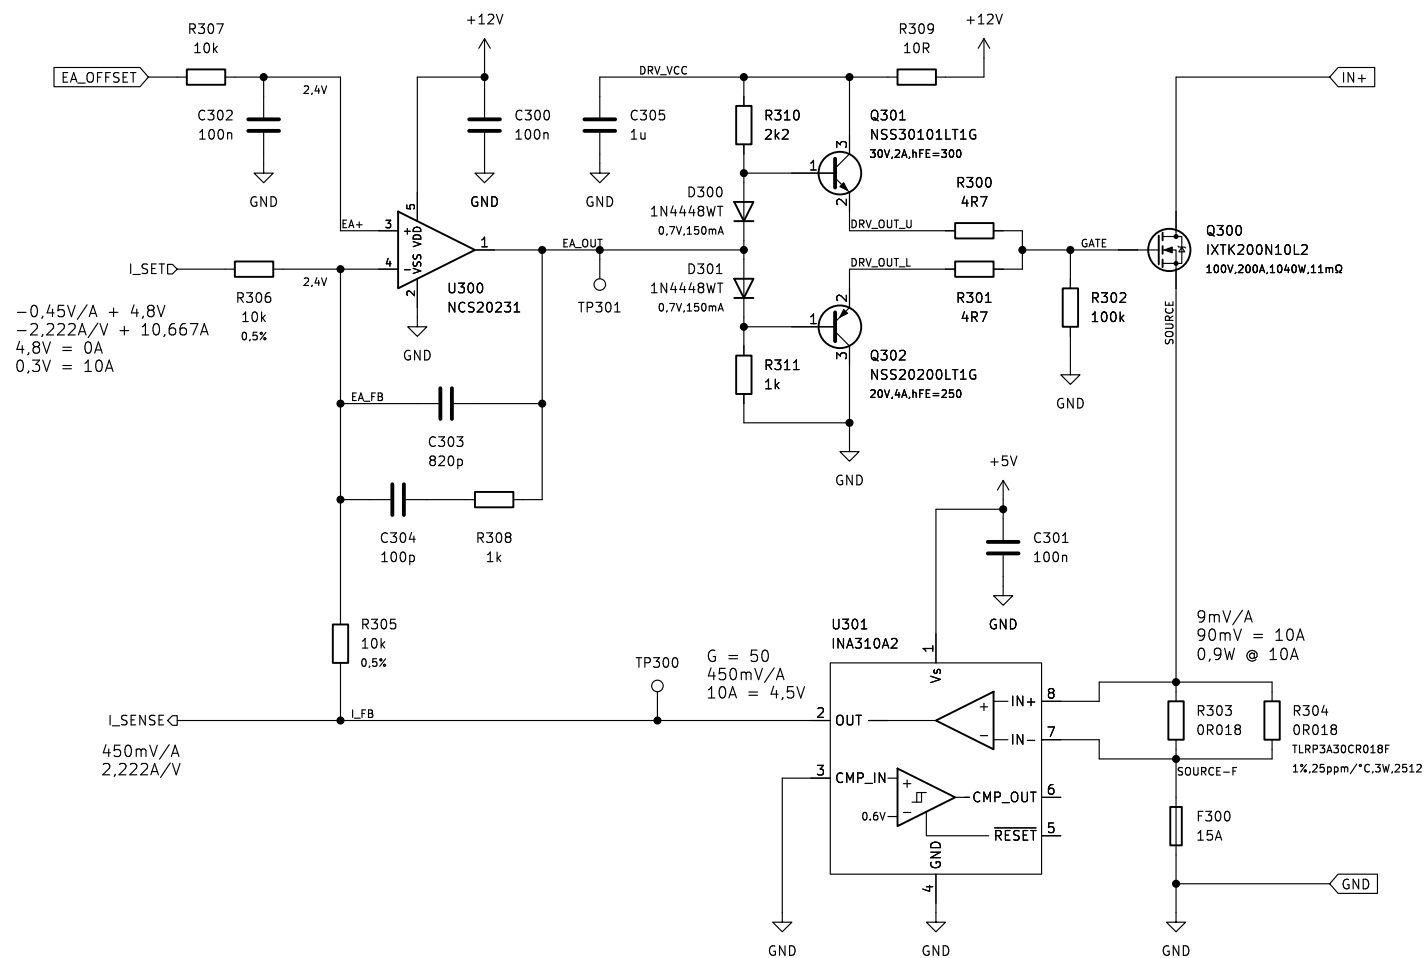 R307
10k
EA_OFFSET
2,4V
C302
100n
GND
+12V
C300
100n
GND
DRV_VCC
C305
1u
GND
R309
10R
+12V
R310
2k2
Q301
NSS30101LT1G
30V,2A,hFE=300
1
3
2
IN+
EA+
3
+
5
VDD
VSS
4
-
2
1
U300
NCS20231
GND
I_SET
R306
10k
0,5%
2,4V
-0,45V/A + 4,8V
-2,222A/V + 10,667A
4,8V = 0A
0,3V = 10A
EA_OUT
TP301
D300
1N4448WT
0,7V,150mA
D301
1N4448WT
0,7V,150mA
DRV_OUT_U
DRV_OUT_L
R300
4R7
R301
4R7
GATE
R302
100k
GND
Q300
IXTK200N10L2
100V,200A,1040W,11mΩ
SOURCE
1
2
3
Q302
NSS20200LT1G
20V,4A,hFE=250
R311
1k
GND
EA_FB
C303
820p
C304
100p
R308
1k
R305
10k
0,5%
+5V
C301
100n
GND
U301
INA310A2
1
Vs
TP300
G = 50
450mV/A
10A = 4,5V
I_SENSE
I_FB
450mV/A
2,222A/V
2
OUT
+
-
IN+
8
IN-
7
3
CMP_IN
+
0.6V
-
CMP_OUT
6
RESET
5
GND
4
GND
GND
9mV/A
90mV = 10A
0,9W @ 10A
R303
0R018
R304
0R018
TLRP3A30CR018F
1%,25ppm/°C,3W,2512
SOURCE-F
F300
15A
GND
GND